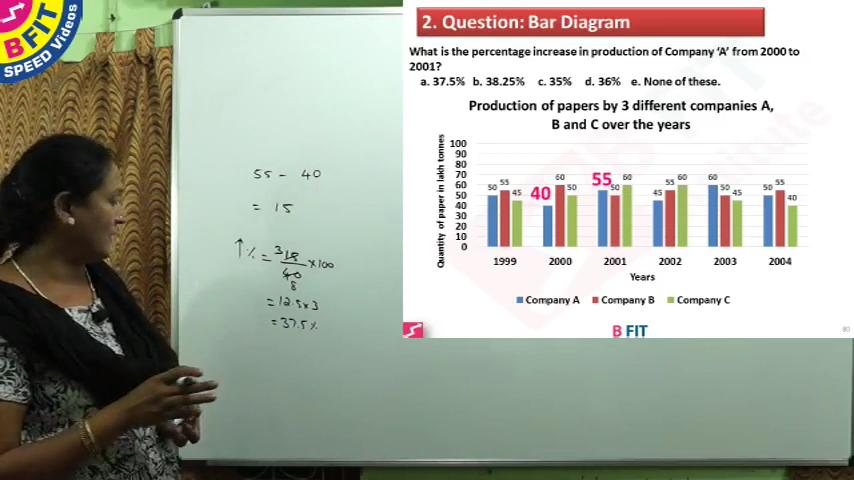 B FIT
SPEED Videos
2. Question: Bar Diagram
What is the percentage increase in production of Company ‘A’ from 2000 to
2001?
a. 37.5% b. 38.25% c. 35% d. 36% e. None of these.
Production of papers by 3 different companies A,
B and C over the years
Quantity of paper in lakh tonnes
100
90
80
70
60
50
40
30
20
10
0
50 55 45
40 60 50
55 50 60
45 55 60
60 50 45
50 55 40
1999 2000 2001 2002 2003 2004
Years
Company A Company B Company C
B FIT
80
55 - 40
= 15
↑ % = 3 15 / 40 8 × 100
= 12.5 × 3
= 37.5 %